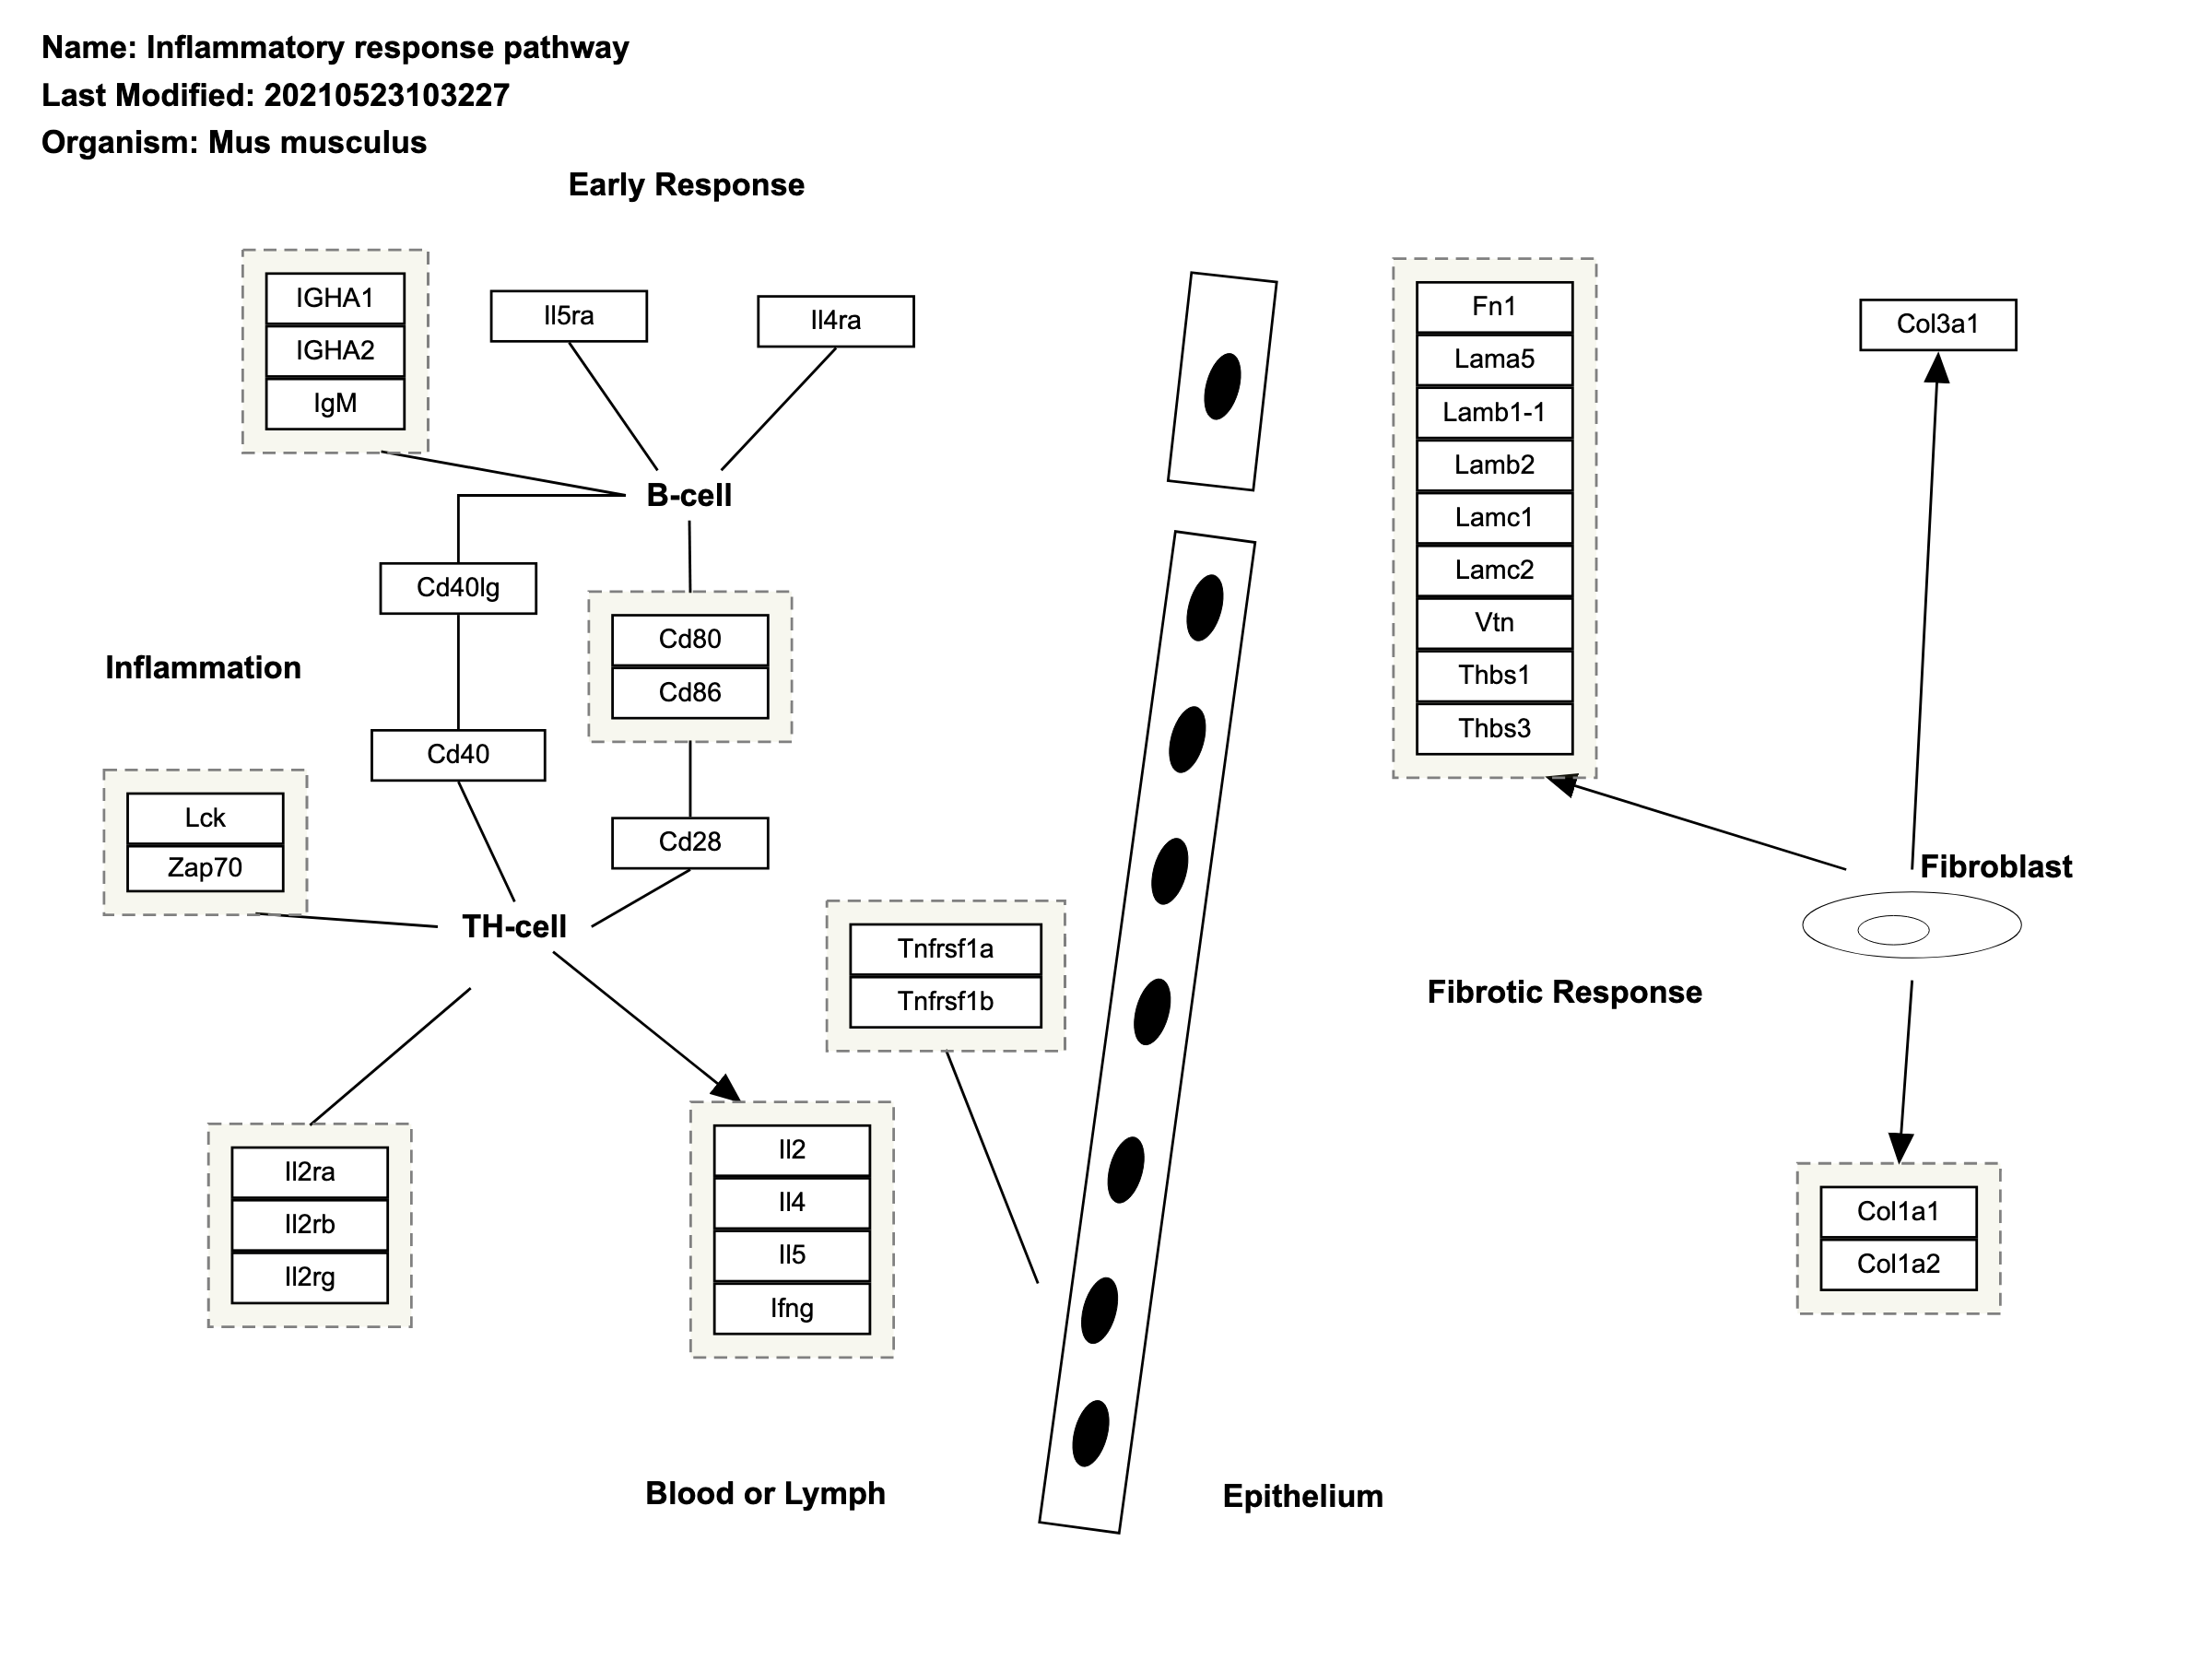 Name: Inflammatory response pathway
Last Modified: 20210523103227
Organism: Mus musculus
Early Response
IGHA1
IGHA2
IgM
Il5ra
Il4ra
B-cell
Cd40lg
Cd80
Cd86
Inflammation
Cd40
Lck
Zap70
Cd28
TH-cell
Tnfrsf1a
Tnfrsf1b
Il2ra
Il2rb
Il2rg
Il2
Il4
Il5
Ifng
Blood or Lymph
Epithelium
Fn1
Lama5
Lamb1-1
Lamb2
Lamc1
Lamc2
Vtn
Thbs1
Thbs3
Col3a1
Fibroblast
Fibrotic Response
Col1a1
Col1a2